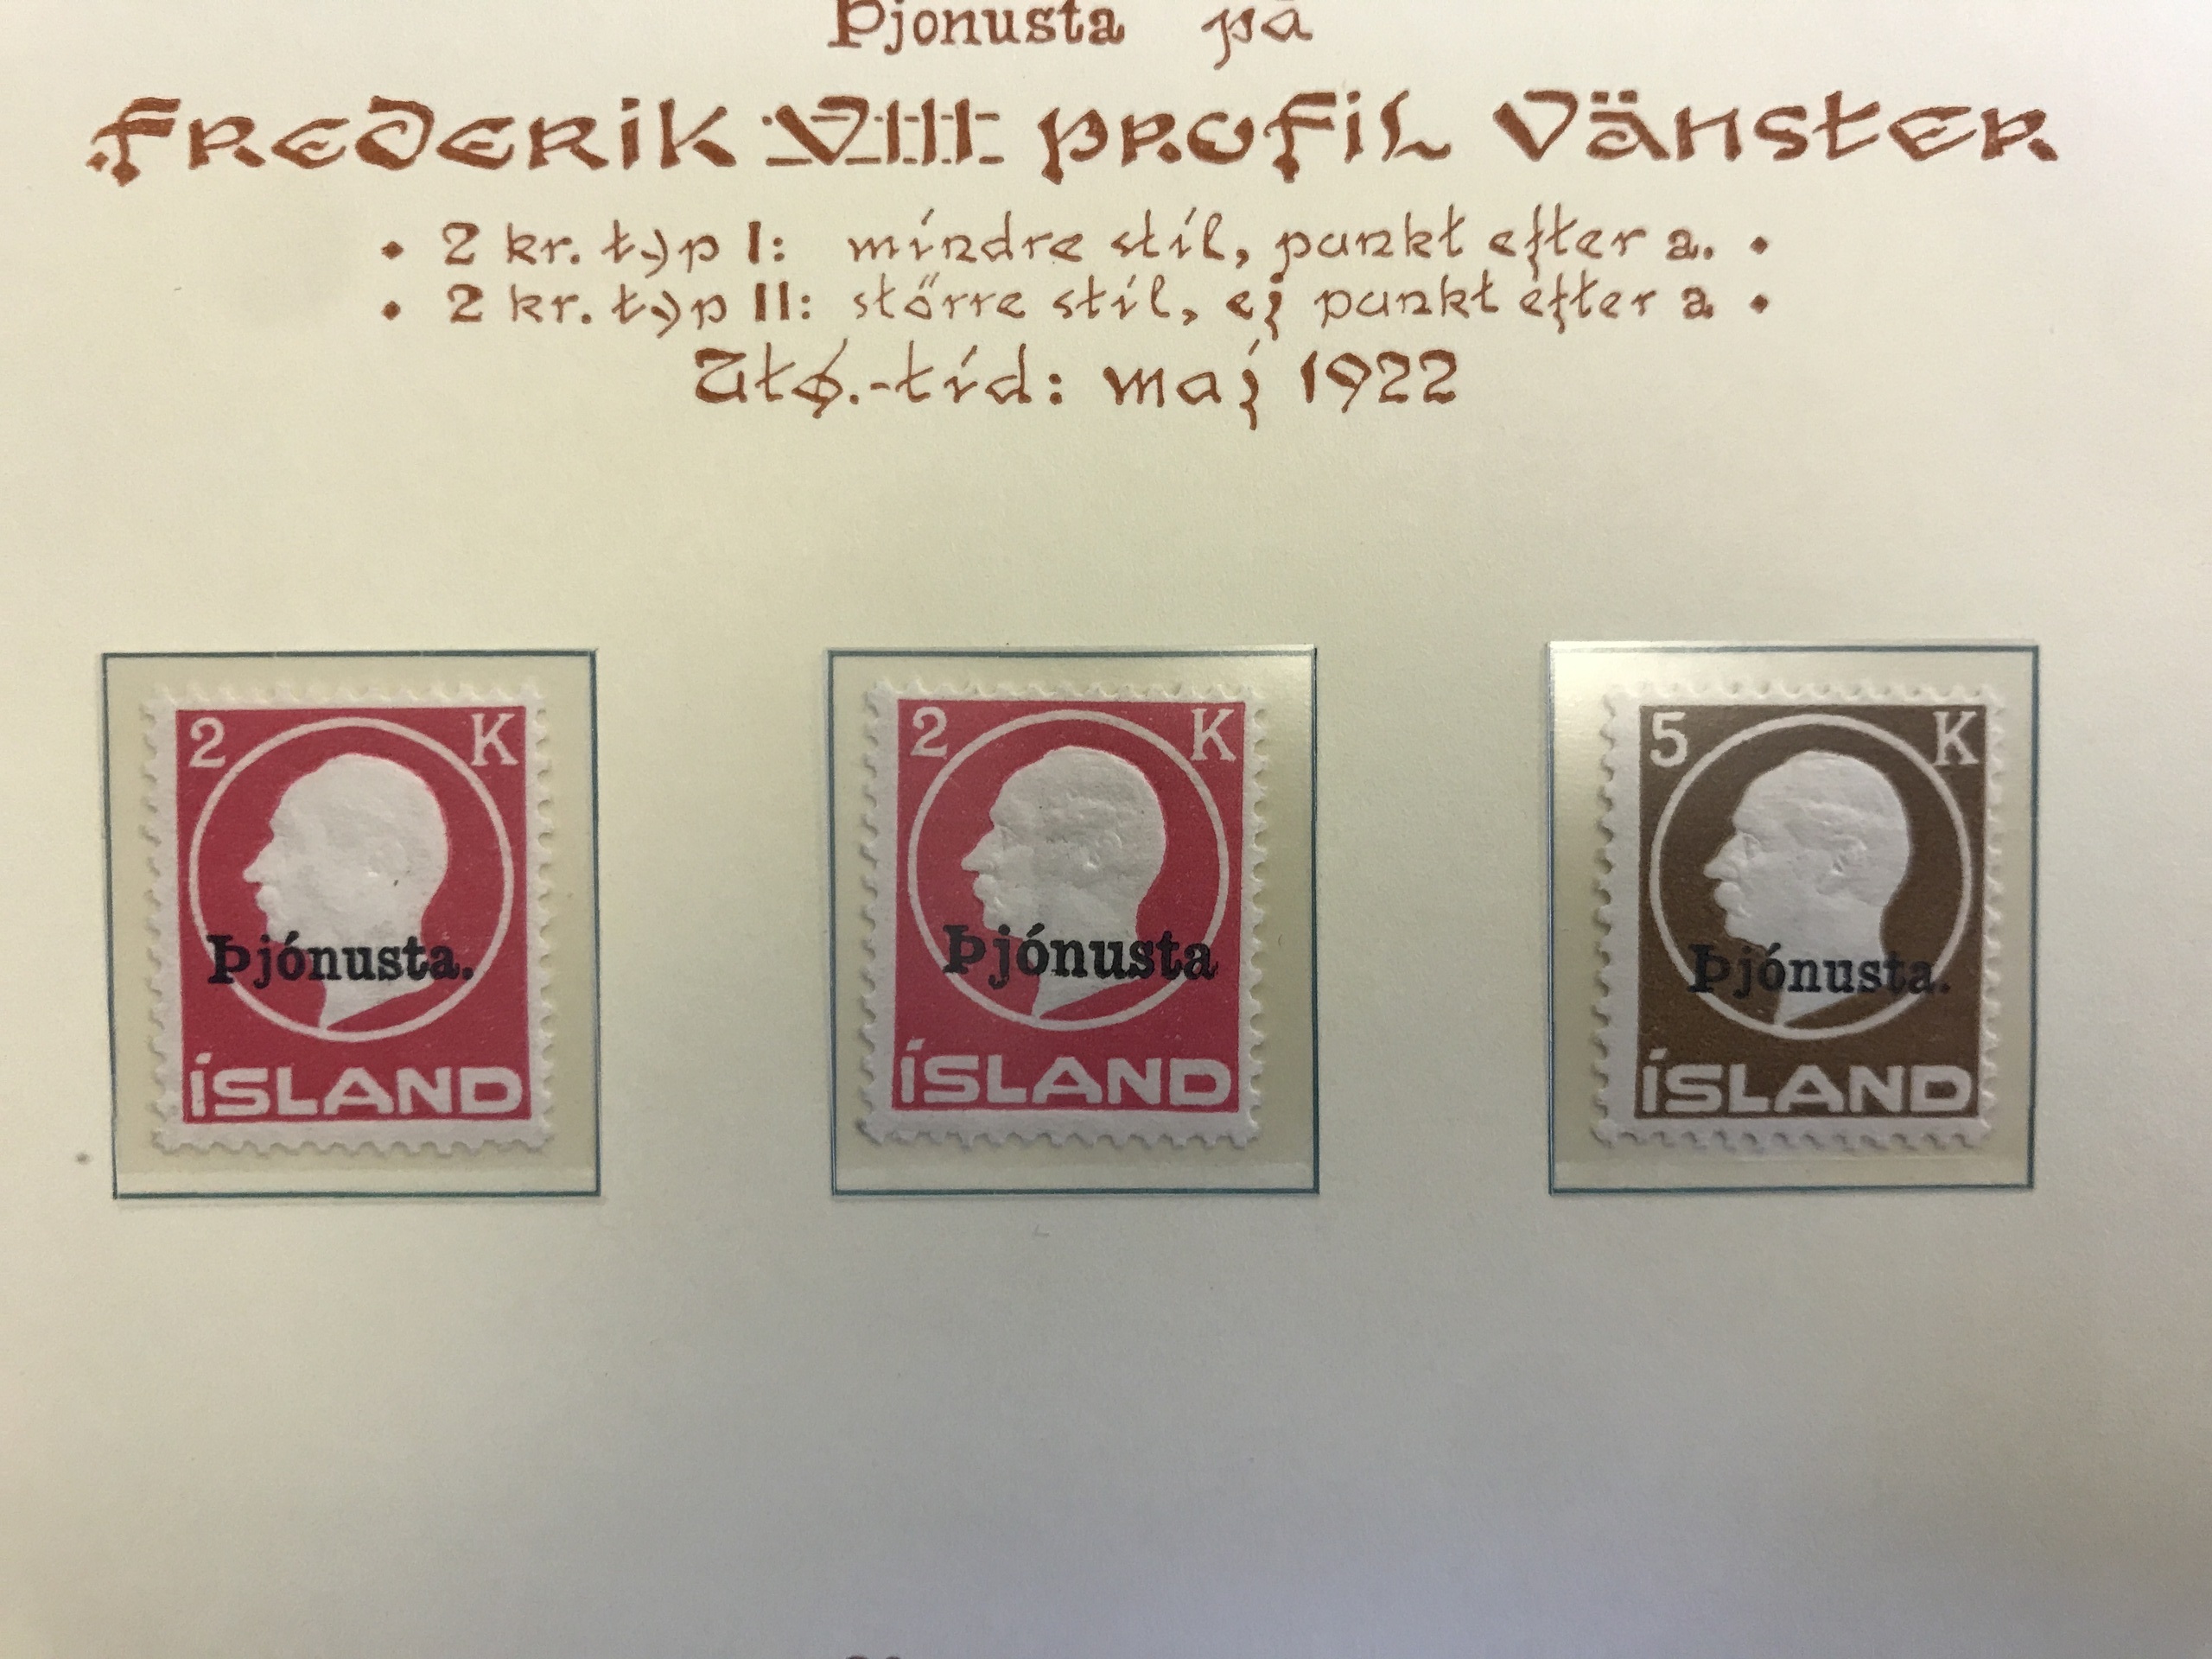 Þjonusta på
FREDERIK VIII PROFIL VÄNSTER
• 2 kr. typ I: mindre stil, punkt efter a. •
• 2 kr. typ II: större stil, ej punkt efter a •
Utg.-tid: maj 1922
2 K
Þjónusta.
ÍSLAND
2 K
Þjónusta
ÍSLAND
5 K
Þjónusta.
ÍSLAND